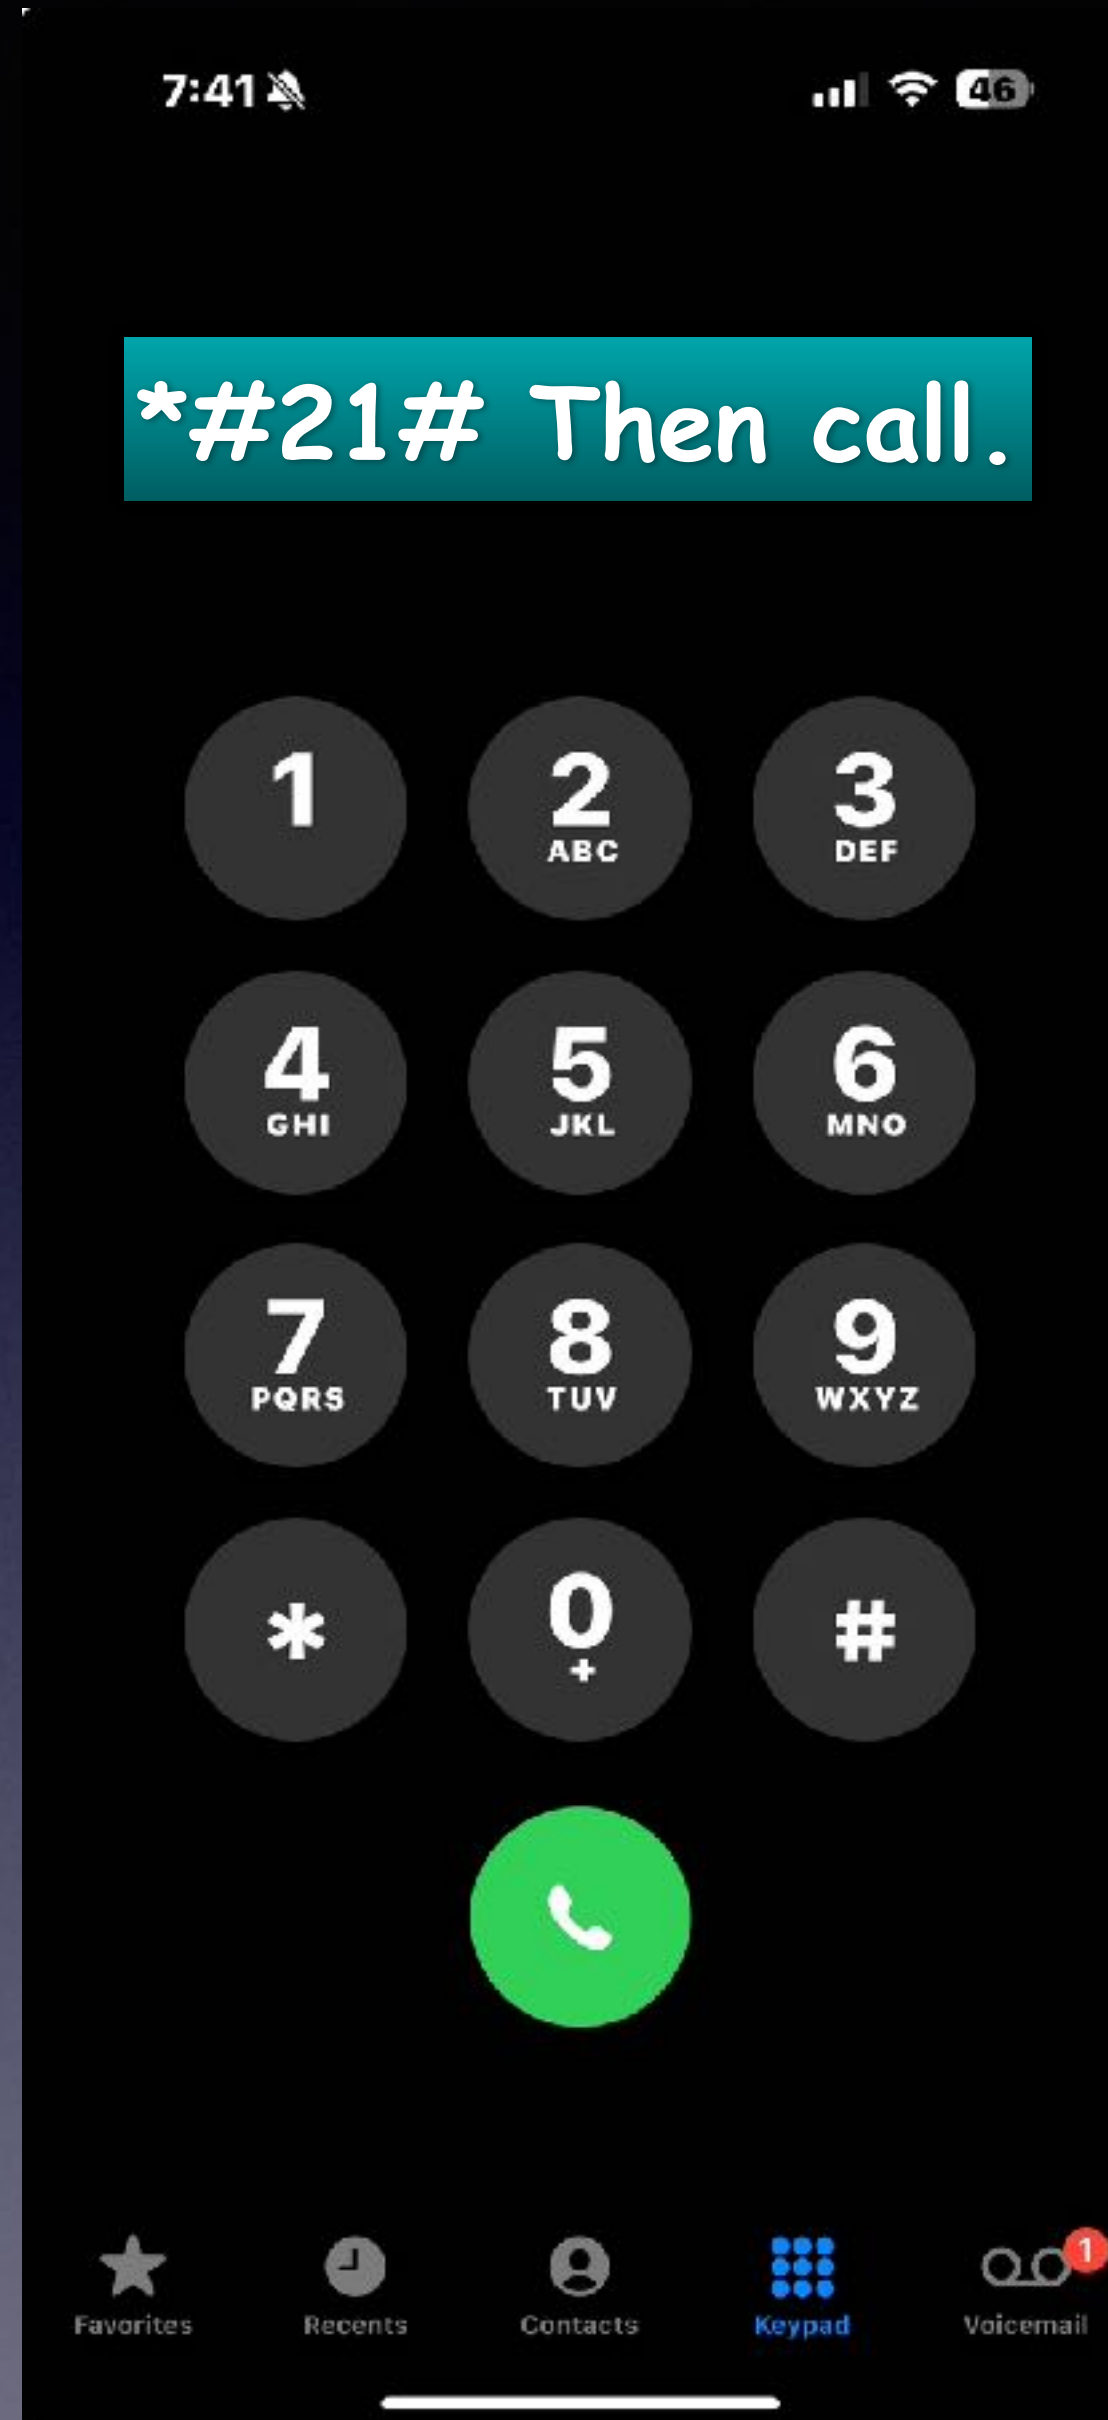 7:41
46
*#21# Then call.
1
2
ABC
3
DEF
4
GHI
5
JKL
6
MNO
7
PQRS
8
TUV
9
WXYZ
*
0
+
#
1
Favorites
Recents
Contacts
Keypad
Voicemail